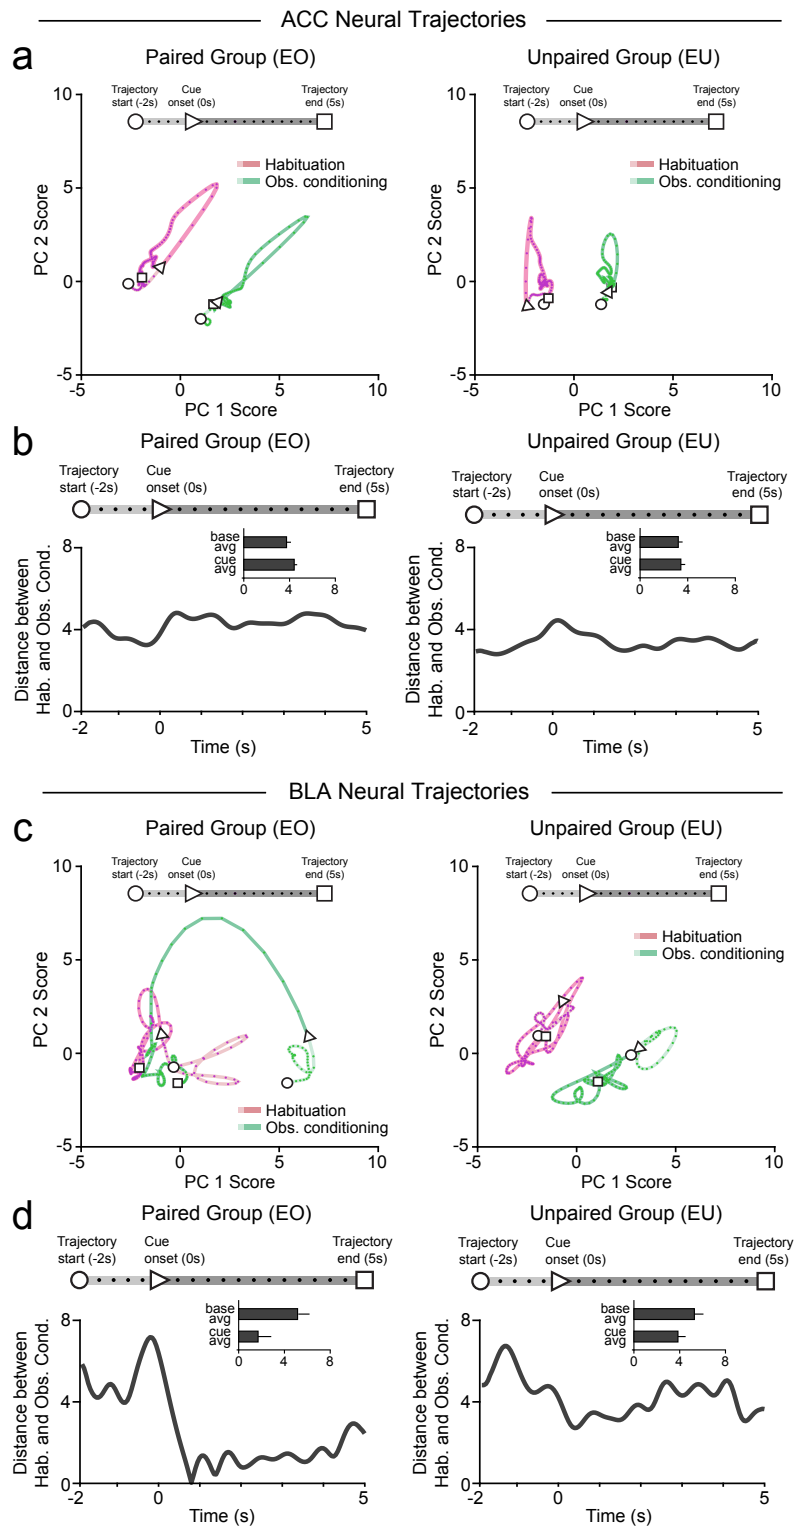 ACC Neural Trajectories
a
Paired Group (EO)
Unpaired Group (EU)
Trajectory
start (-2s)
Cue
onset (0s)
Trajectory
end (5s)
Trajectory
start (-2s)
Cue
onset (0s)
Trajectory
end (5s)
Habituation
Obs. conditioning
Habituation
Obs. conditioning
PC 2 Score
10
5
0
-5
-5
0
5
10
PC 1 Score
PC 2 Score
10
5
0
-5
-5
0
5
10
PC 1 Score
b
Paired Group (EO)
Unpaired Group (EU)
Trajectory
start (-2s)
Cue
onset (0s)
Trajectory
end (5s)
Trajectory
start (-2s)
Cue
onset (0s)
Trajectory
end (5s)
base
avg
cue
avg
0
4
8
base
avg
cue
avg
0
4
8
Distance between
Hab. and Obs. Cond.
8
4
0
-2
0
5
Time (s)
Distance between
Hab. and Obs. Cond.
8
4
0
-2
0
5
Time (s)
BLA Neural Trajectories
c
Paired Group (EO)
Unpaired Group (EU)
Trajectory
start (-2s)
Cue
onset (0s)
Trajectory
end (5s)
Trajectory
start (-2s)
Cue
onset (0s)
Trajectory
end (5s)
Habituation
Obs. conditioning
Habituation
Obs. conditioning
PC 2 Score
10
5
0
-5
-5
0
5
10
PC 1 Score
PC 2 Score
10
5
0
-5
-5
0
5
10
PC 1 Score
d
Paired Group (EO)
Unpaired Group (EU)
Trajectory
start (-2s)
Cue
onset (0s)
Trajectory
end (5s)
Trajectory
start (-2s)
Cue
onset (0s)
Trajectory
end (5s)
base
avg
cue
avg
0
4
8
base
avg
cue
avg
0
4
8
Distance between
Hab. and Obs. Cond.
8
4
0
-2
0
5
Time (s)
Distance between
Hab. and Obs. Cond.
8
4
0
-2
0
5
Time (s)